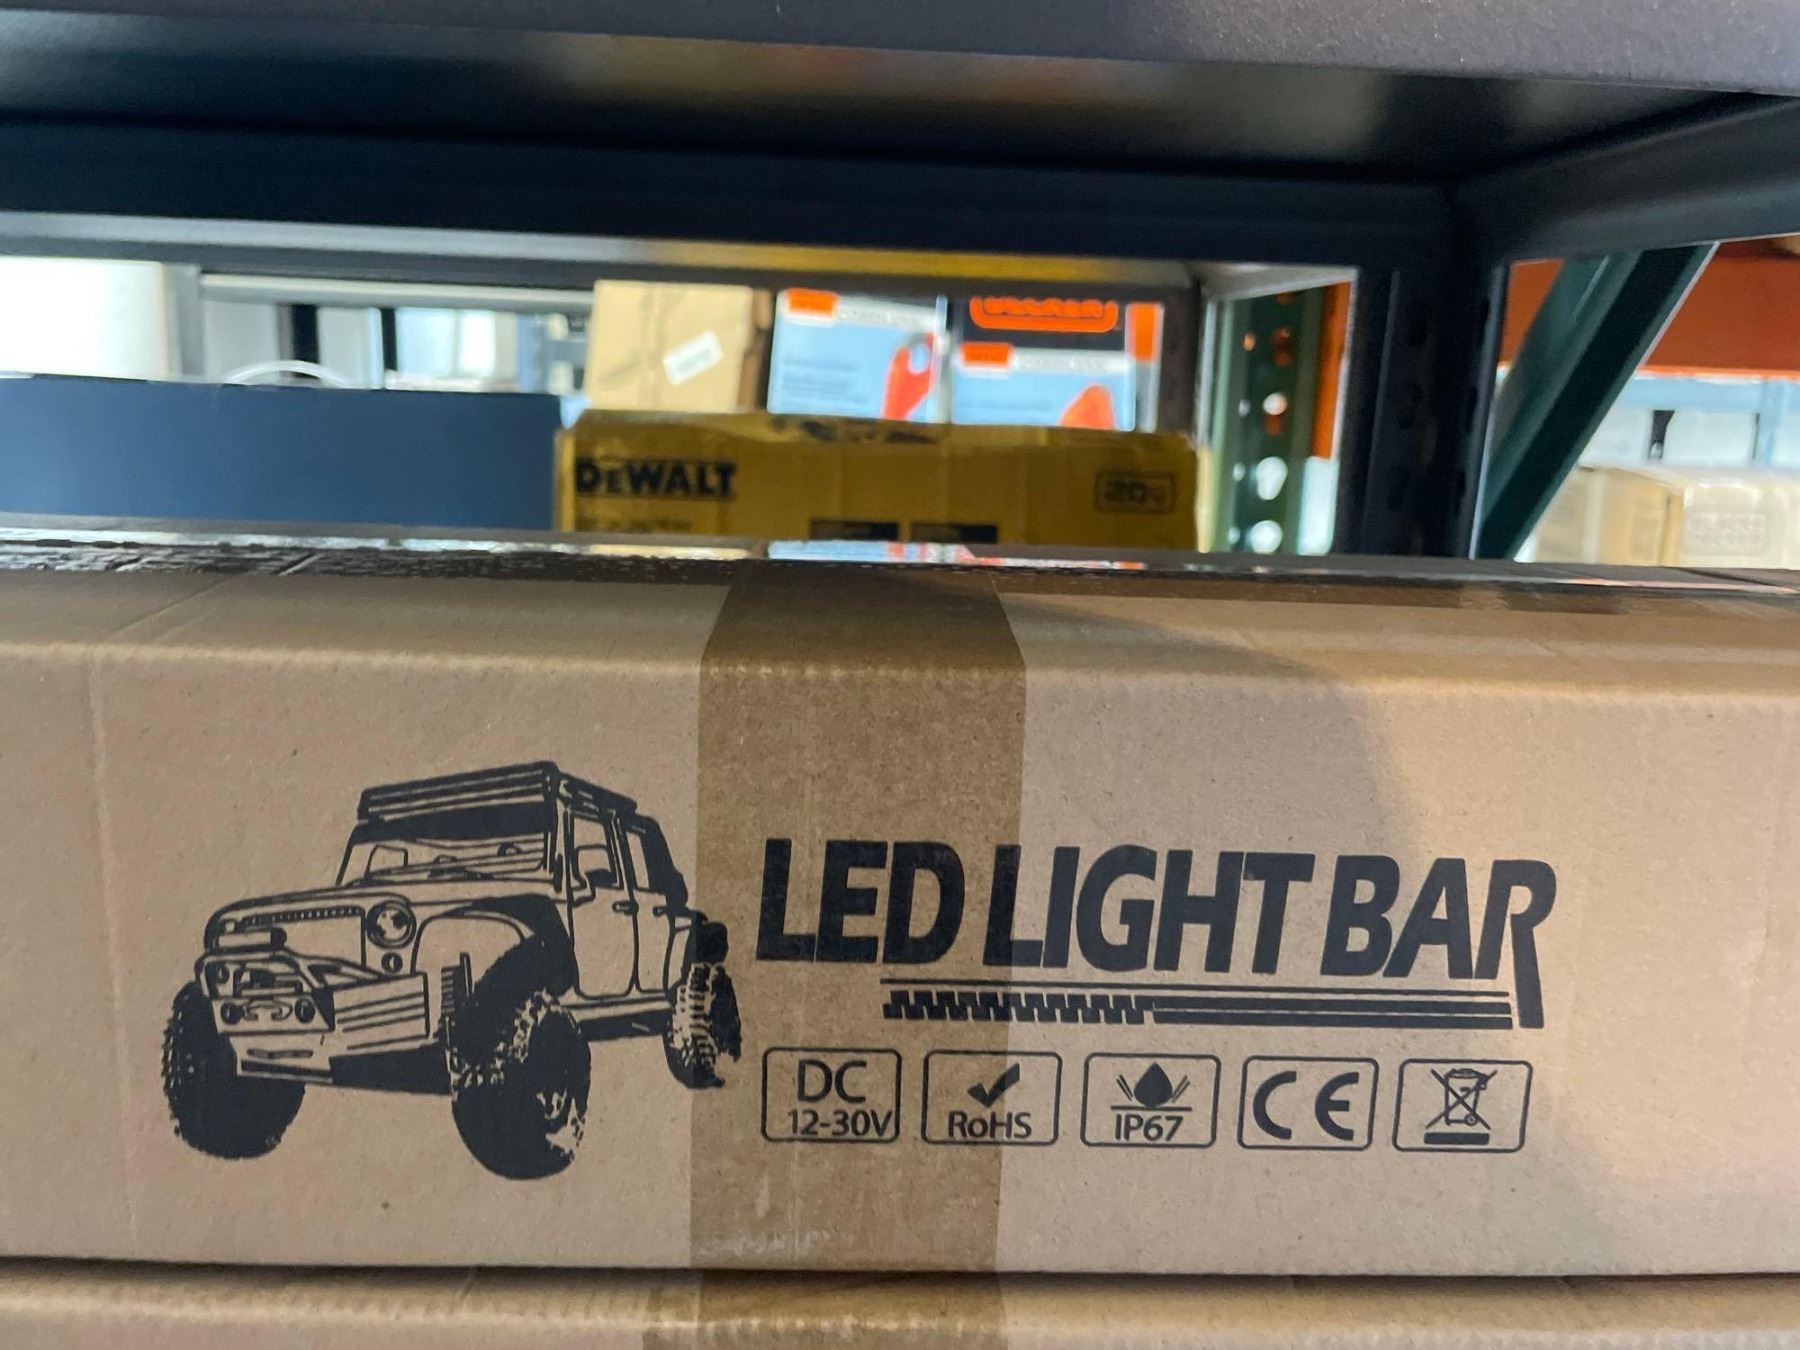 DEWALT
20V
LED LIGHT BAR
DC
12-30V
RoHS
IP67
CE